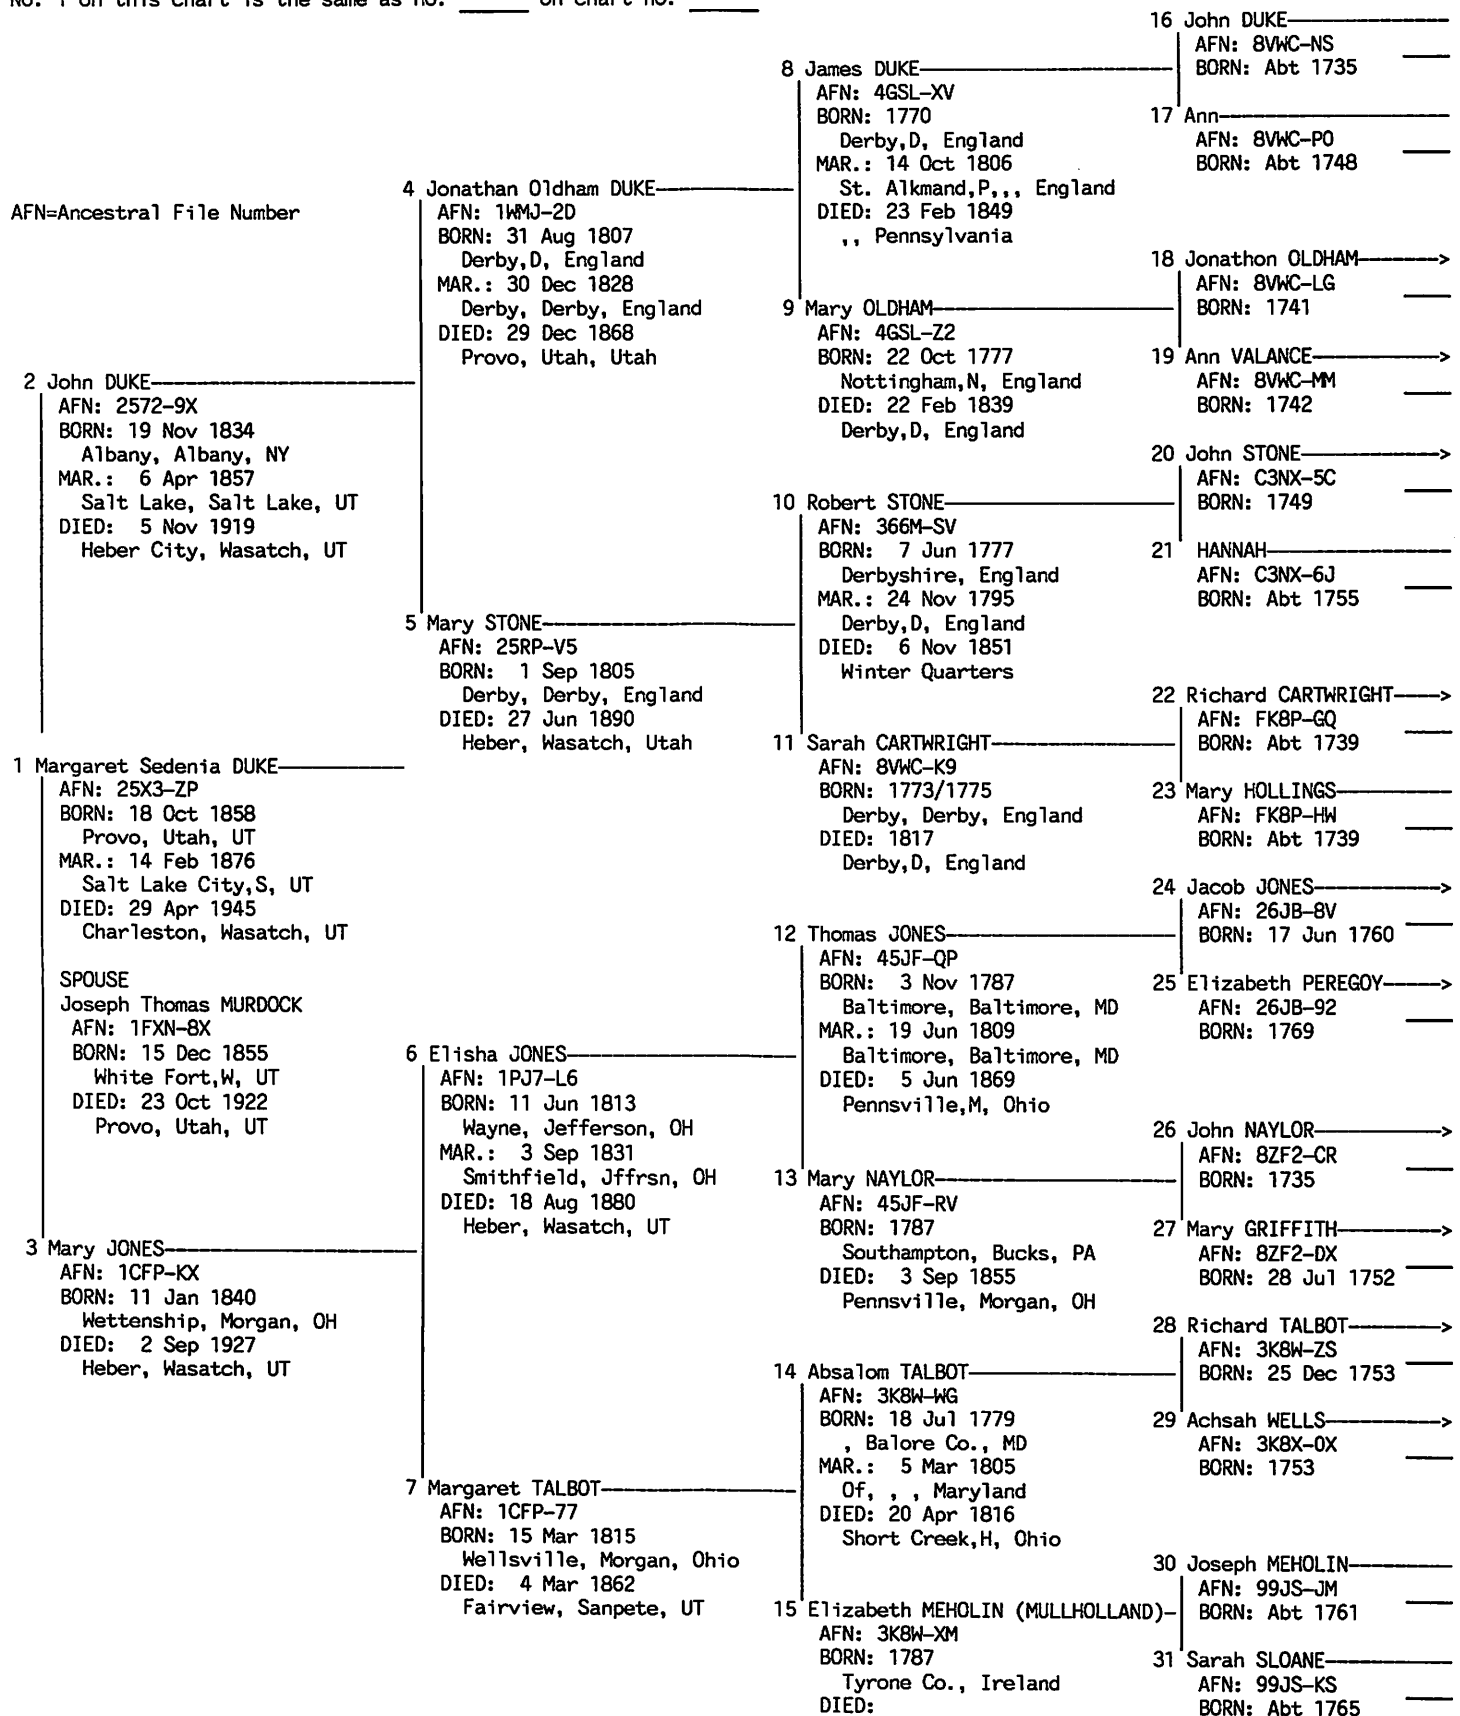 No. 1 on this chart is the same as no. ______ on chart no. ______
16 John DUKE
AFN: 8VWC-NS
BORN: Abt 1735
8 James DUKE
AFN: 4GSL-XV
BORN: 1770
Derby,D, England
MAR.: 14 Oct 1806
St. Alkmand,P,,, England
DIED: 23 Feb 1849
,, Pennsylvania
17 Ann
AFN: 8VWC-P0
BORN: Abt 1748
4 Jonathan Oldham DUKE
AFN: 1WMJ-2D
BORN: 31 Aug 1807
Derby,D, England
MAR.: 30 Dec 1828
Derby, Derby, England
DIED: 29 Dec 1868
Provo, Utah, Utah
AFN=Ancestral File Number
18 Jonathon OLDHAM->
AFN: 8VWC-LG
BORN: 1741
9 Mary OLDHAM
AFN: 4GSL-Z2
BORN: 22 Oct 1777
Nottingham,N, England
DIED: 22 Feb 1839
Derby,D, England
19 Ann VALANCE->
AFN: 8VWC-MM
BORN: 1742
2 John DUKE
AFN: 2572-9X
BORN: 19 Nov 1834
Albany, Albany, NY
MAR.: 6 Apr 1857
Salt Lake, Salt Lake, UT
DIED: 5 Nov 1919
Heber City, Wasatch, UT
20 John STONE->
AFN: C3NX-5C
BORN: 1749
10 Robert STONE
AFN: 366M-SV
BORN: 7 Jun 1777
Derbyshire, England
MAR.: 24 Nov 1795
Derby,D, England
DIED: 6 Nov 1851
Winter Quarters
21 HANNAH
AFN: C3NX-6J
BORN: Abt 1755
5 Mary STONE
AFN: 25RP-V5
BORN: 1 Sep 1805
Derby, Derby, England
DIED: 27 Jun 1890
Heber, Wasatch, Utah
22 Richard CARTWRIGHT->
AFN: FK8P-GQ
BORN: Abt 1739
11 Sarah CARTWRIGHT
AFN: 8VWC-K9
BORN: 1773/1775
Derby, Derby, England
DIED: 1817
Derby,D, England
23 Mary HOLLINGS
AFN: FK8P-HW
BORN: Abt 1739
1 Margaret Sedenia DUKE
AFN: 25X3-ZP
BORN: 18 Oct 1858
Provo, Utah, UT
MAR.: 14 Feb 1876
Salt Lake City,S, UT
DIED: 29 Apr 1945
Charleston, Wasatch, UT
SPOUSE
Joseph Thomas MURDOCK
AFN: 1FXN-8X
BORN: 15 Dec 1855
White Fort,W, UT
DIED: 23 Oct 1922
Provo, Utah, UT
24 Jacob JONES->
AFN: 26JB-8V
BORN: 17 Jun 1760
12 Thomas JONES
AFN: 45JF-QP
BORN: 3 Nov 1787
Baltimore, Baltimore, MD
MAR.: 19 Jun 1809
Baltimore, Baltimore, MD
DIED: 5 Jun 1869
Pennsville,M, Ohio
25 Elizabeth PEREGOY->
AFN: 26JB-92
BORN: 1769
6 Elisha JONES
AFN: 1PJ7-L6
BORN: 11 Jun 1813
Wayne, Jefferson, OH
MAR.: 3 Sep 1831
Smithfield, Jffrsn, OH
DIED: 18 Aug 1880
Heber, Wasatch, UT
26 John NAYLOR->
AFN: 8ZF2-CR
BORN: 1735
13 Mary NAYLOR
AFN: 45JF-RV
BORN: 1787
Southampton, Bucks, PA
DIED: 3 Sep 1855
Pennsville, Morgan, OH
27 Mary GRIFFITH->
AFN: 8ZF2-DX
BORN: 28 Jul 1752
3 Mary JONES
AFN: 1CFP-KX
BORN: 11 Jan 1840
Wettenship, Morgan, OH
DIED: 2 Sep 1927
Heber, Wasatch, UT
28 Richard TALBOT->
AFN: 3K8W-ZS
BORN: 25 Dec 1753
14 Absalom TALBOT
AFN: 3K8W-WG
BORN: 18 Jul 1779
, Balore Co., MD
MAR.: 5 Mar 1805
Of, , , Maryland
DIED: 20 Apr 1816
Short Creek,H, Ohio
29 Achsah WELLS->
AFN: 3K8X-0X
BORN: 1753
7 Margaret TALBOT
AFN: 1CFP-77
BORN: 15 Mar 1815
Wellsville, Morgan, Ohio
DIED: 4 Mar 1862
Fairview, Sanpete, UT
30 Joseph MEHOLIN
AFN: 99JS-JM
BORN: Abt 1761
15 Elizabeth MEHOLIN (MULLHOLLAND)
AFN: 3K8W-XM
BORN: 1787
Tyrone Co., Ireland
DIED:
31 Sarah SLOANE
AFN: 99JS-KS
BORN: Abt 1765